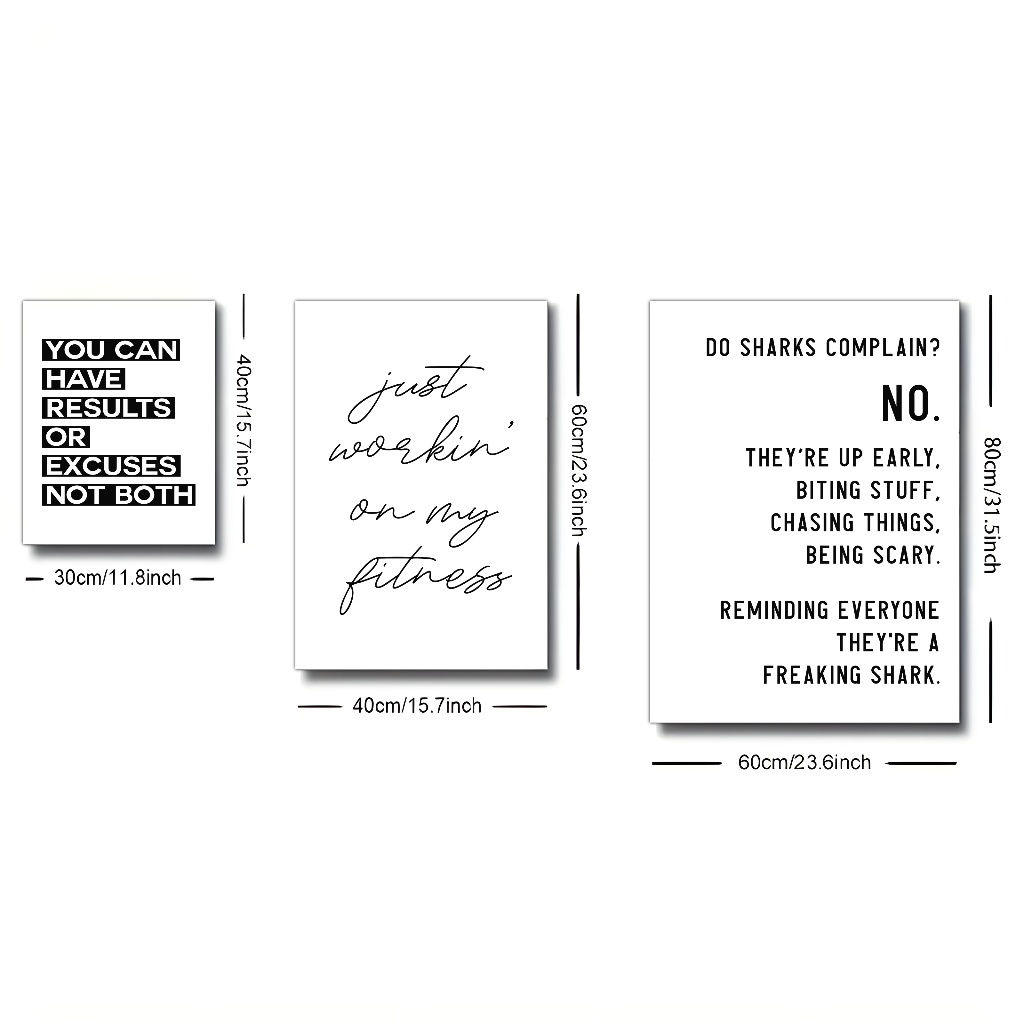 YOU CAN
HAVE
RESULTS
OR
EXCUSES
NOT BOTH
40cm/15.7inch
30cm/11.8inch
just
workin'
on my
fitness
60cm/23.6inch
40cm/15.7inch
DO SHARKS COMPLAIN?
NO.
THEY'RE UP EARLY,
BITING STUFF,
CHASING THINGS,
BEING SCARY.
REMINDING EVERYONE
THEY'RE A
FREAKING SHARK.
80cm/31.5inch
60cm/23.6inch